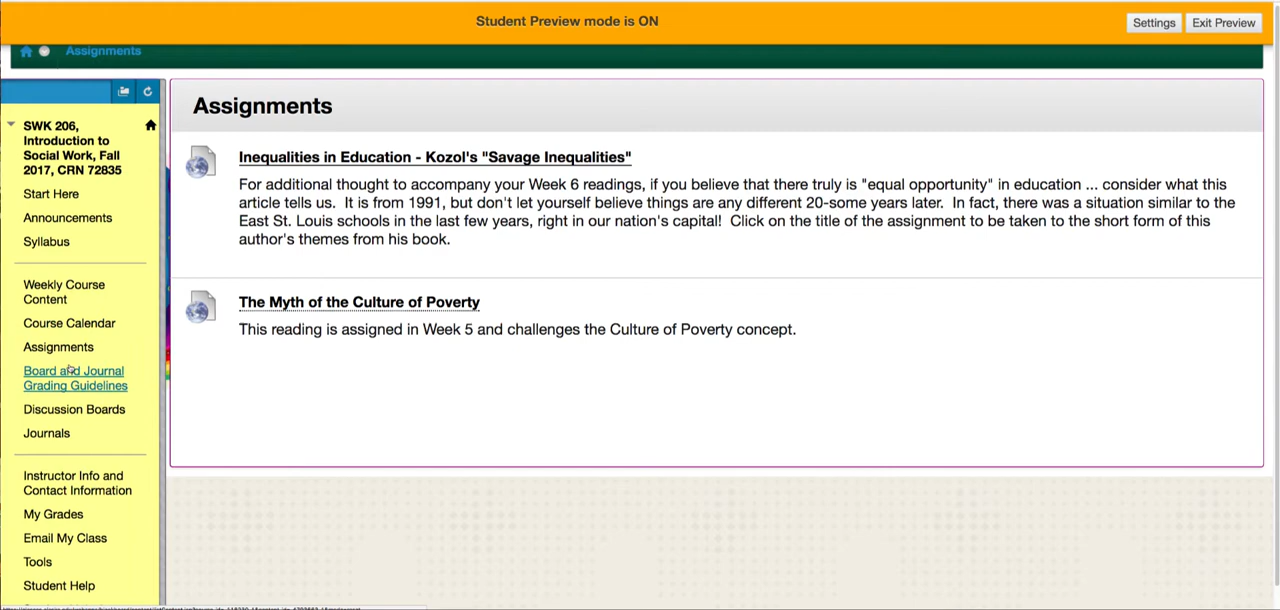 Student Preview mode is ON
Settings
Exit Preview
Assignments
SWK 206,
Introduction to
Social Work, Fall
2017, CRN 72835
Start Here
Announcements
Syllabus
Weekly Course
Content
Course Calendar
Assignments
Board and Journal
Grading Guidelines
Discussion Boards
Journals
Instructor Info and
Contact Information
My Grades
Email My Class
Tools
Student Help
Assignments
Inequalities in Education - Kozol's "Savage Inequalities"
For additional thought to accompany your Week 6 readings, if you believe that there truly is "equal opportunity" in education ... consider what this
article tells us.  It is from 1991, but don't let yourself believe things are any different 20-some years later.  In fact, there was a situation similar to the
East St. Louis schools in the last few years, right in our nation's capital!  Click on the title of the assignment to be taken to the short form of this
author's themes from his book.
The Myth of the Culture of Poverty
This reading is assigned in Week 5 and challenges the Culture of Poverty concept.